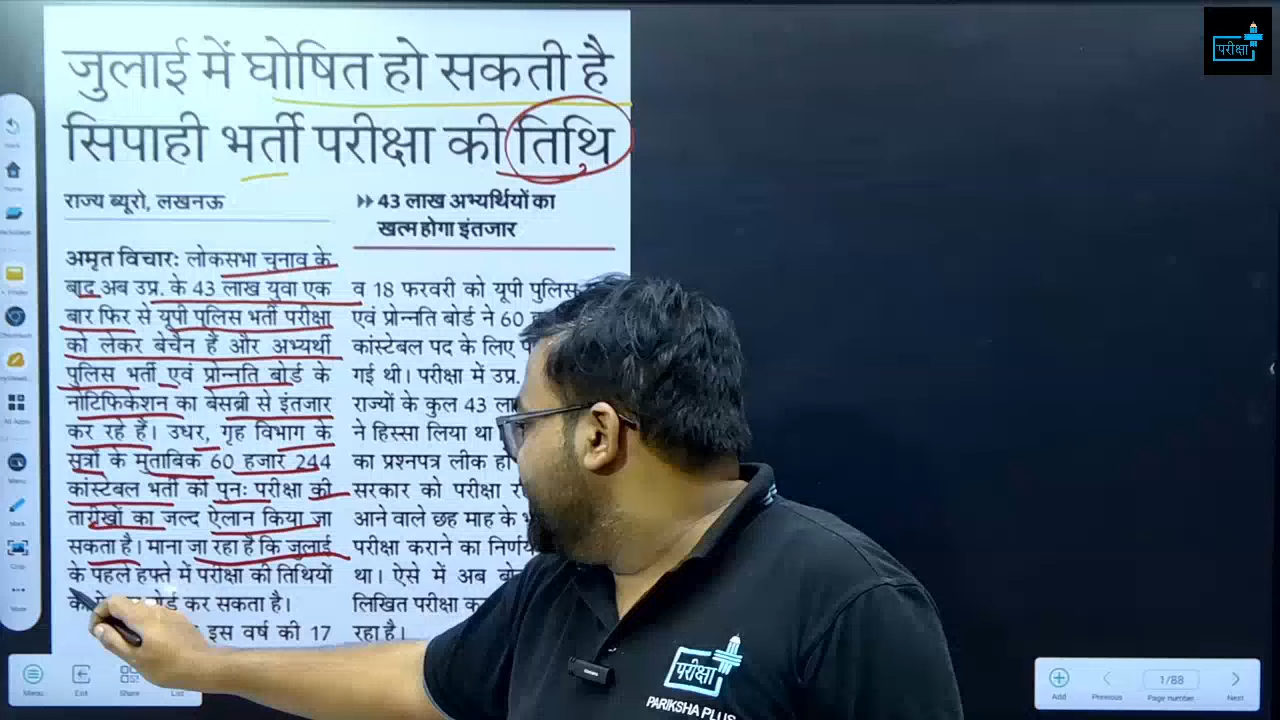 परीक्षा
जुलाई में घोषित हो सकती है
सिपाही भर्ती परीक्षा की तिथि
राज्य ब्यूरो, लखनऊ
43 लाख अभ्यर्थियों का
खत्म होगा इंतजार
अमृत विचारः लोकसभा चुनाव के
बाद अब उप्र. के 43 लाख युवा एक
बार फिर से यूपी पुलिस भर्ती परीक्षा
को लेकर बेचैन हैं और अभ्यर्थी
पुलिस भर्ती एवं प्रोन्नति बोर्ड के
नोटिफिकेशन का बेसब्री से इंतजार
कर रहे हैं। उधर, गृह विभाग के
सूत्रों के मुताबिक 60 हजार 244
कांस्टेबल भर्ती की पुनः परीक्षा की
तारीखों का जल्द ऐलान किया जा
सकता है। माना जा रहा है कि जुलाई
के पहले हफ्ते में परीक्षा की तिथियों
कर सकता है।
इस वर्ष की 17
व 18 फरवरी को यूपी पुलिस
एवं प्रोन्नति बोर्ड ने 60
कांस्टेबल पद के लिए
गई थी। परीक्षा में उप्र.
राज्यों के कुल 43
ने हिस्सा लिया था
का प्रश्नपत्र लीक
सरकार को परीक्षा
आने वाले छह माह के
परीक्षा कराने का
था। ऐसे में अब
लिखित परीक्षा
रहा है।
Menu
Exit
Share
List
Add
Previous
1/88
Page number
Next
परीक्षा
PARIKSHA PLUS